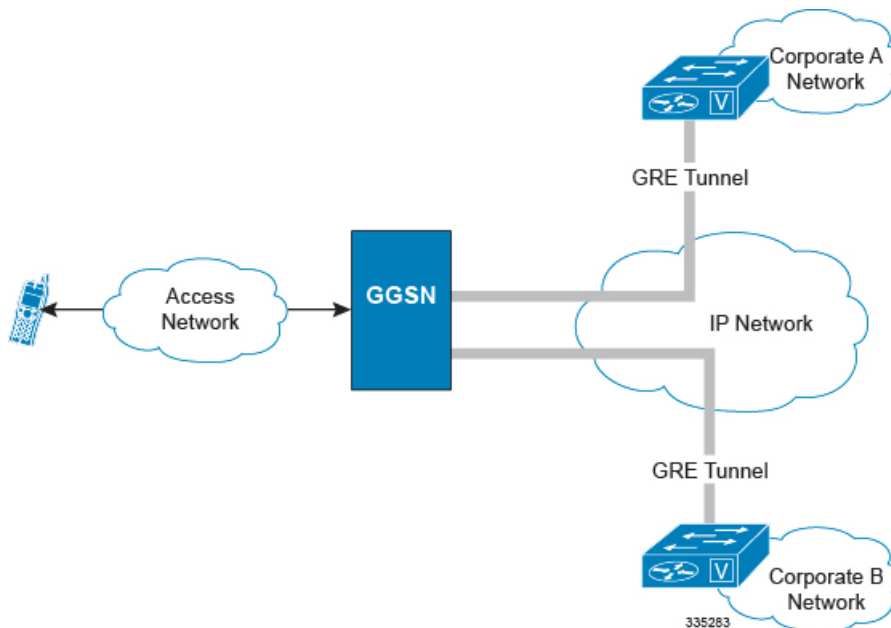 Corporate A
Network
GRE Tunnel
Access
Network
GGSN
IP Network
GRE Tunnel
Corporate B
Network
V
V
335283